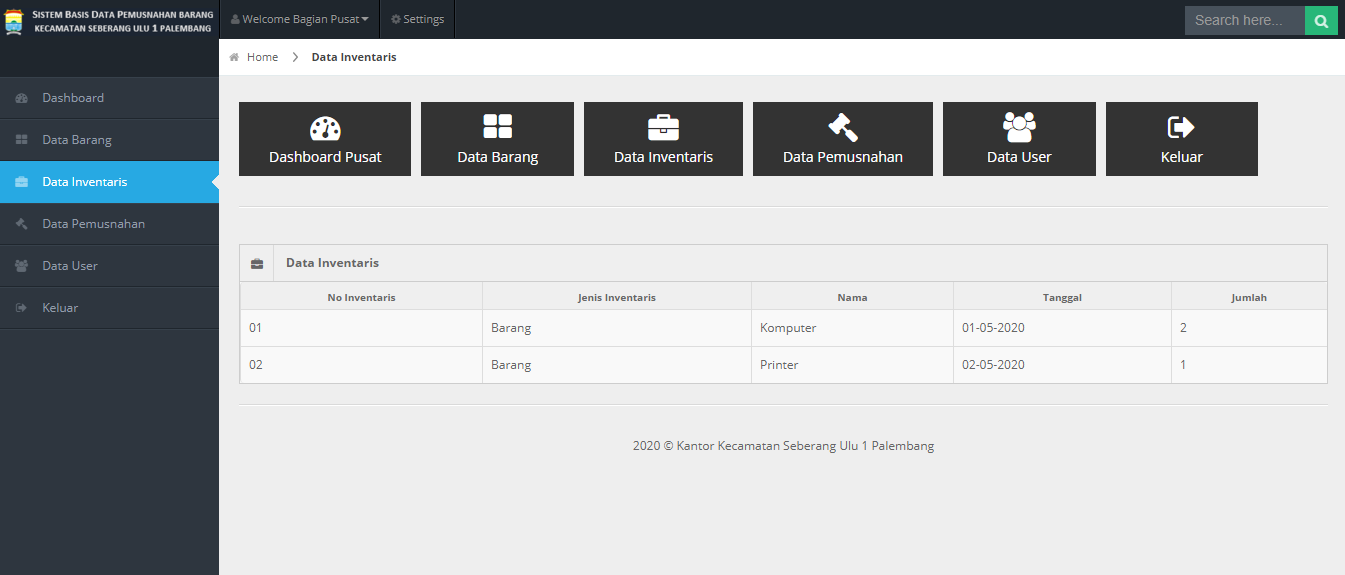 SISTEM BASIS DATA PEMUSNAHAN BARANG
KECAMATAN SEBERANG ULU 1 PALEMBANG
Welcome Bagian Pusat
Settings
Search here...
Home
Data Inventaris
Dashboard
Data Barang
Data Inventaris
Data Pemusnahan
Data User
Keluar
Dashboard Pusat
Data Barang
Data Inventaris
Data Pemusnahan
Data User
Keluar
Data Inventaris
No Inventaris Jenis Inventaris Nama Tanggal Jumlah
01 Barang Komputer 01-05-2020 2
02 Barang Printer 02-05-2020 1
2020 © Kantor Kecamatan Seberang Ulu 1 Palembang